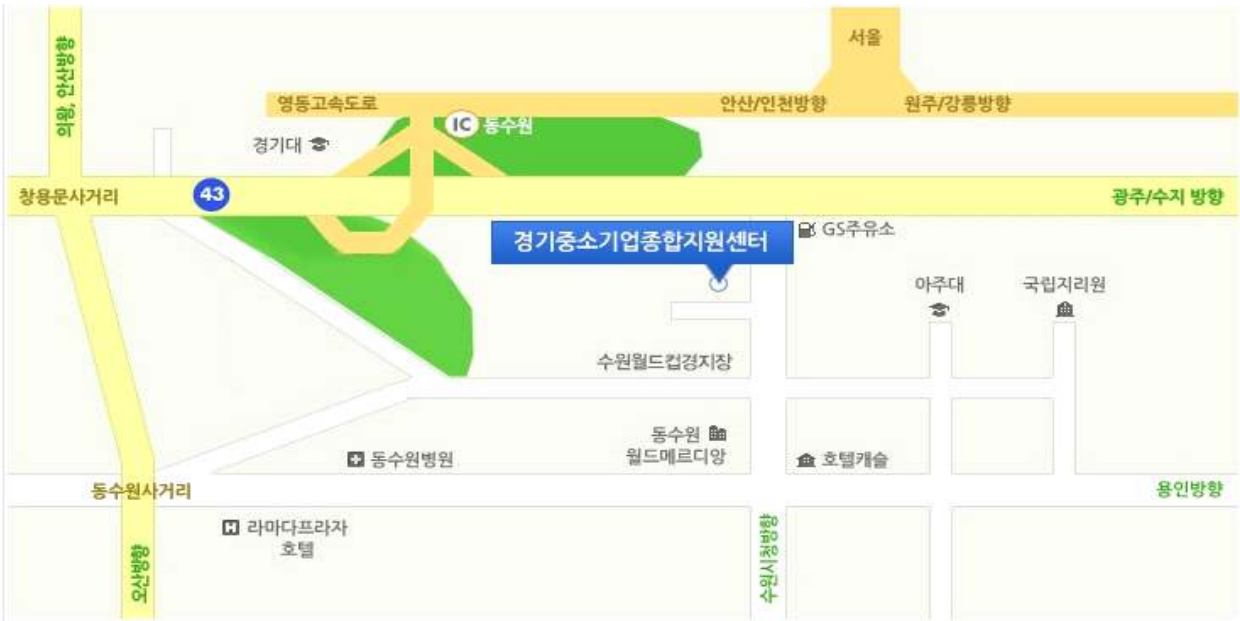 서울
의왕, 안산방향
영동고속도로
안산/인천방향
원주/강릉방향
IC 동수원
경기대
창용문사거리
43
광주/수지 방향
GS주유소
경기중소기업종합지원센터
아주대
국립지리원
수원월드컵경지장
동수원
월드메르디앙
동수원병원
호텔캐슬
동수원사거리
용인방향
H 라마다프라자
호텔
오산방향
수원시청방향